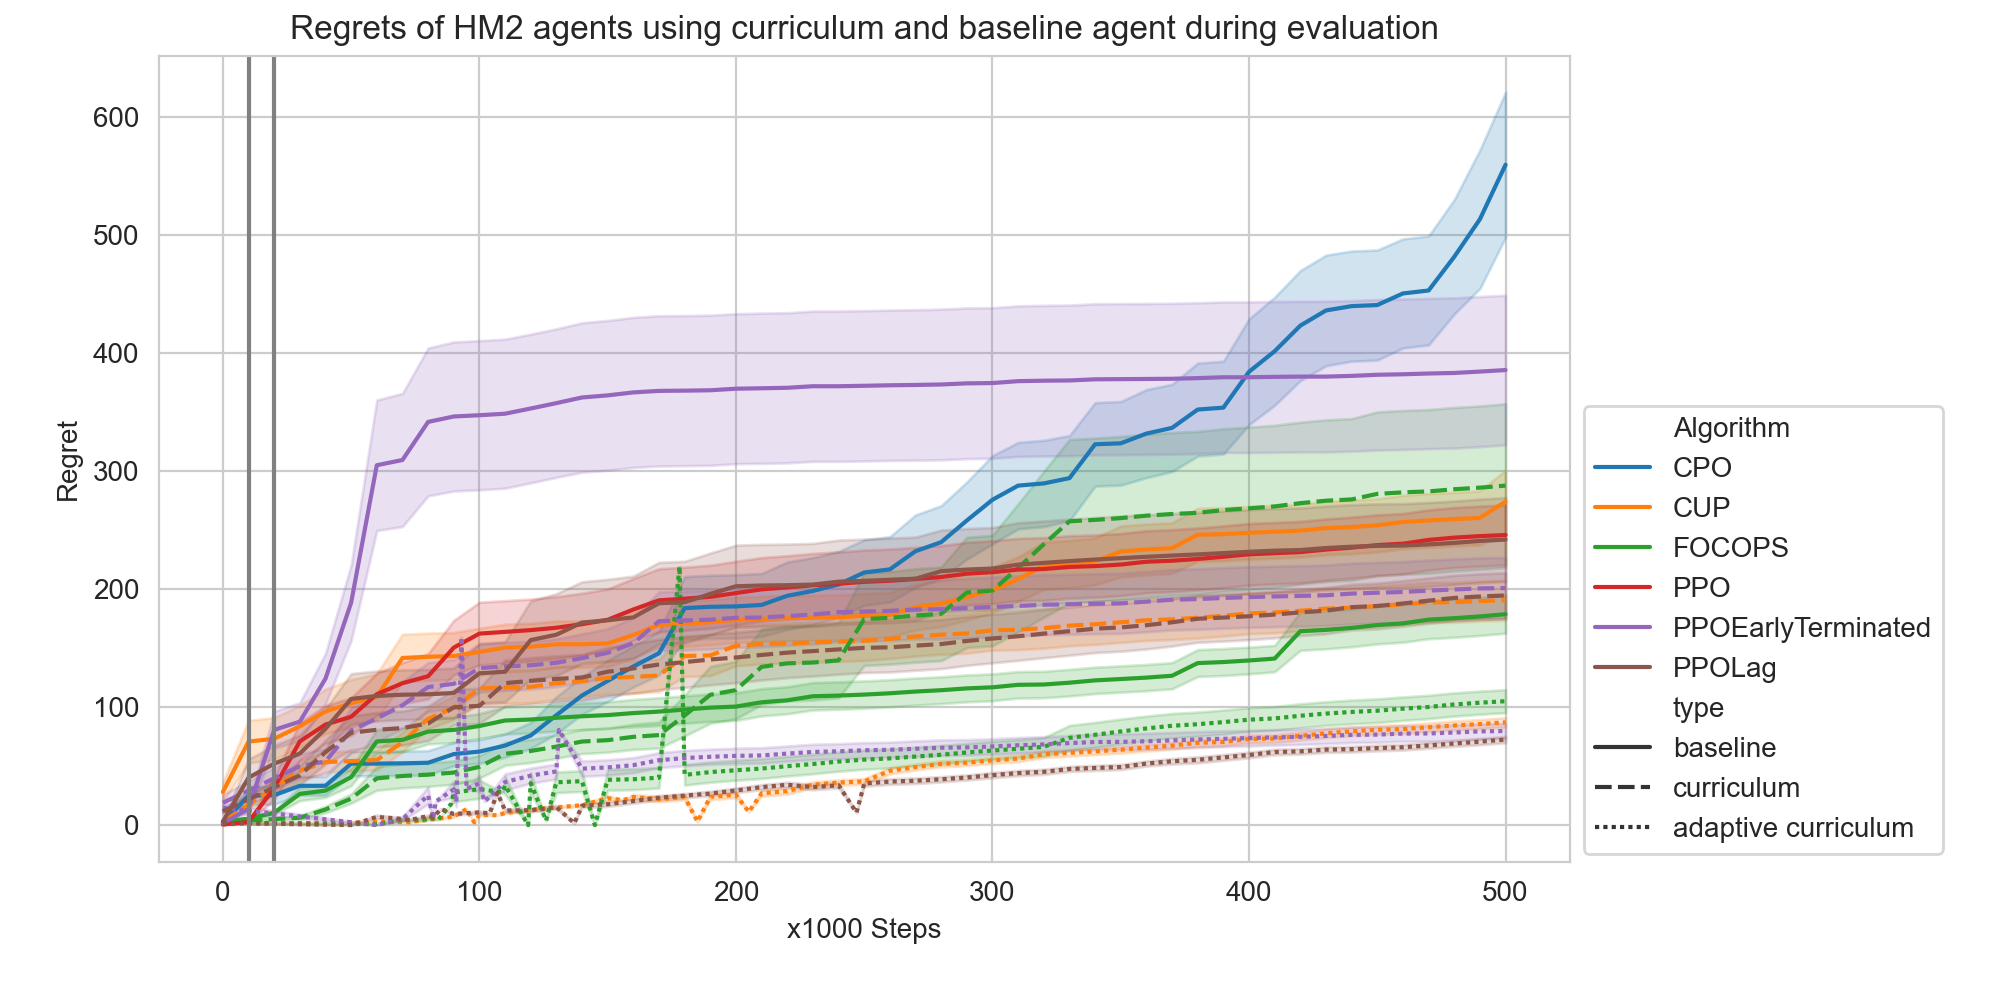 Regrets of HM2 agents using curriculum and baseline agent during evaluation
600
500
400
300
200
100
0
Regret
0 100 200 300 400 500
x1000 Steps
Algorithm
CPO
CUP
FOCOPS
PPO
PPOEarlyTerminated
PPOLag
type
baseline
curriculum
adaptive curriculum